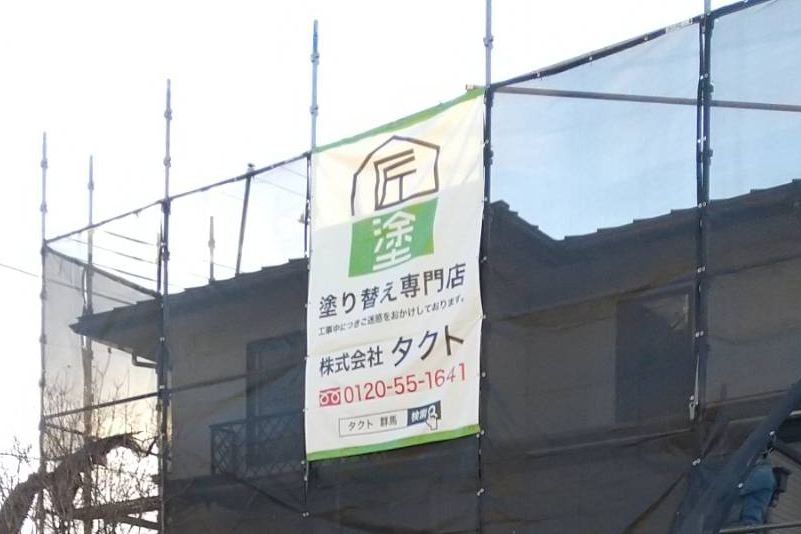 匠
塗
塗り替え専門店
工事中につきご迷惑をおかけしております。
株式会社 タクト
0120-55-1641
タクト 群馬 検索